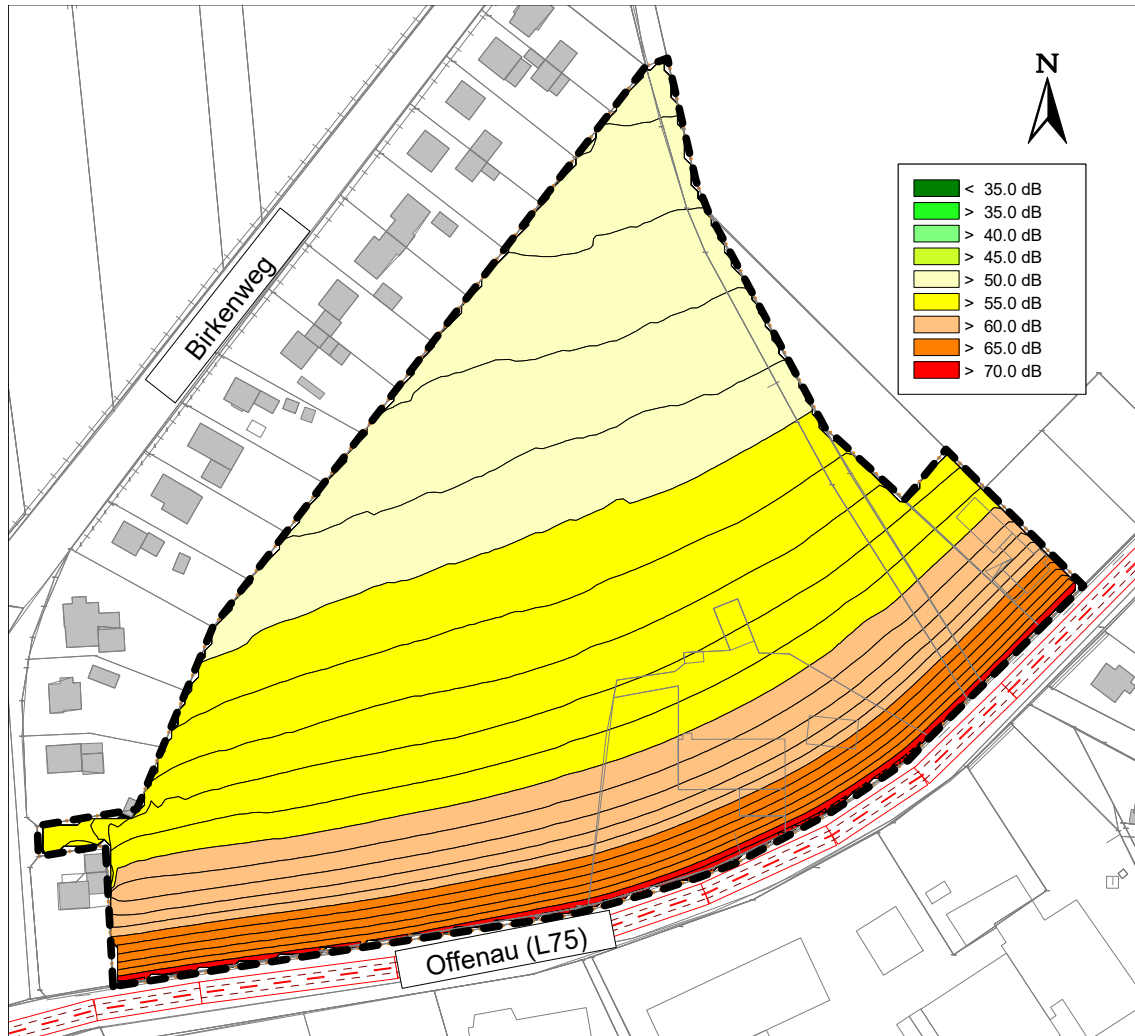 N
< 35.0 dB
> 35.0 dB
> 40.0 dB
> 45.0 dB
> 50.0 dB
> 55.0 dB
> 60.0 dB
> 65.0 dB
> 70.0 dB
Birkenweg
Offenau (L75)